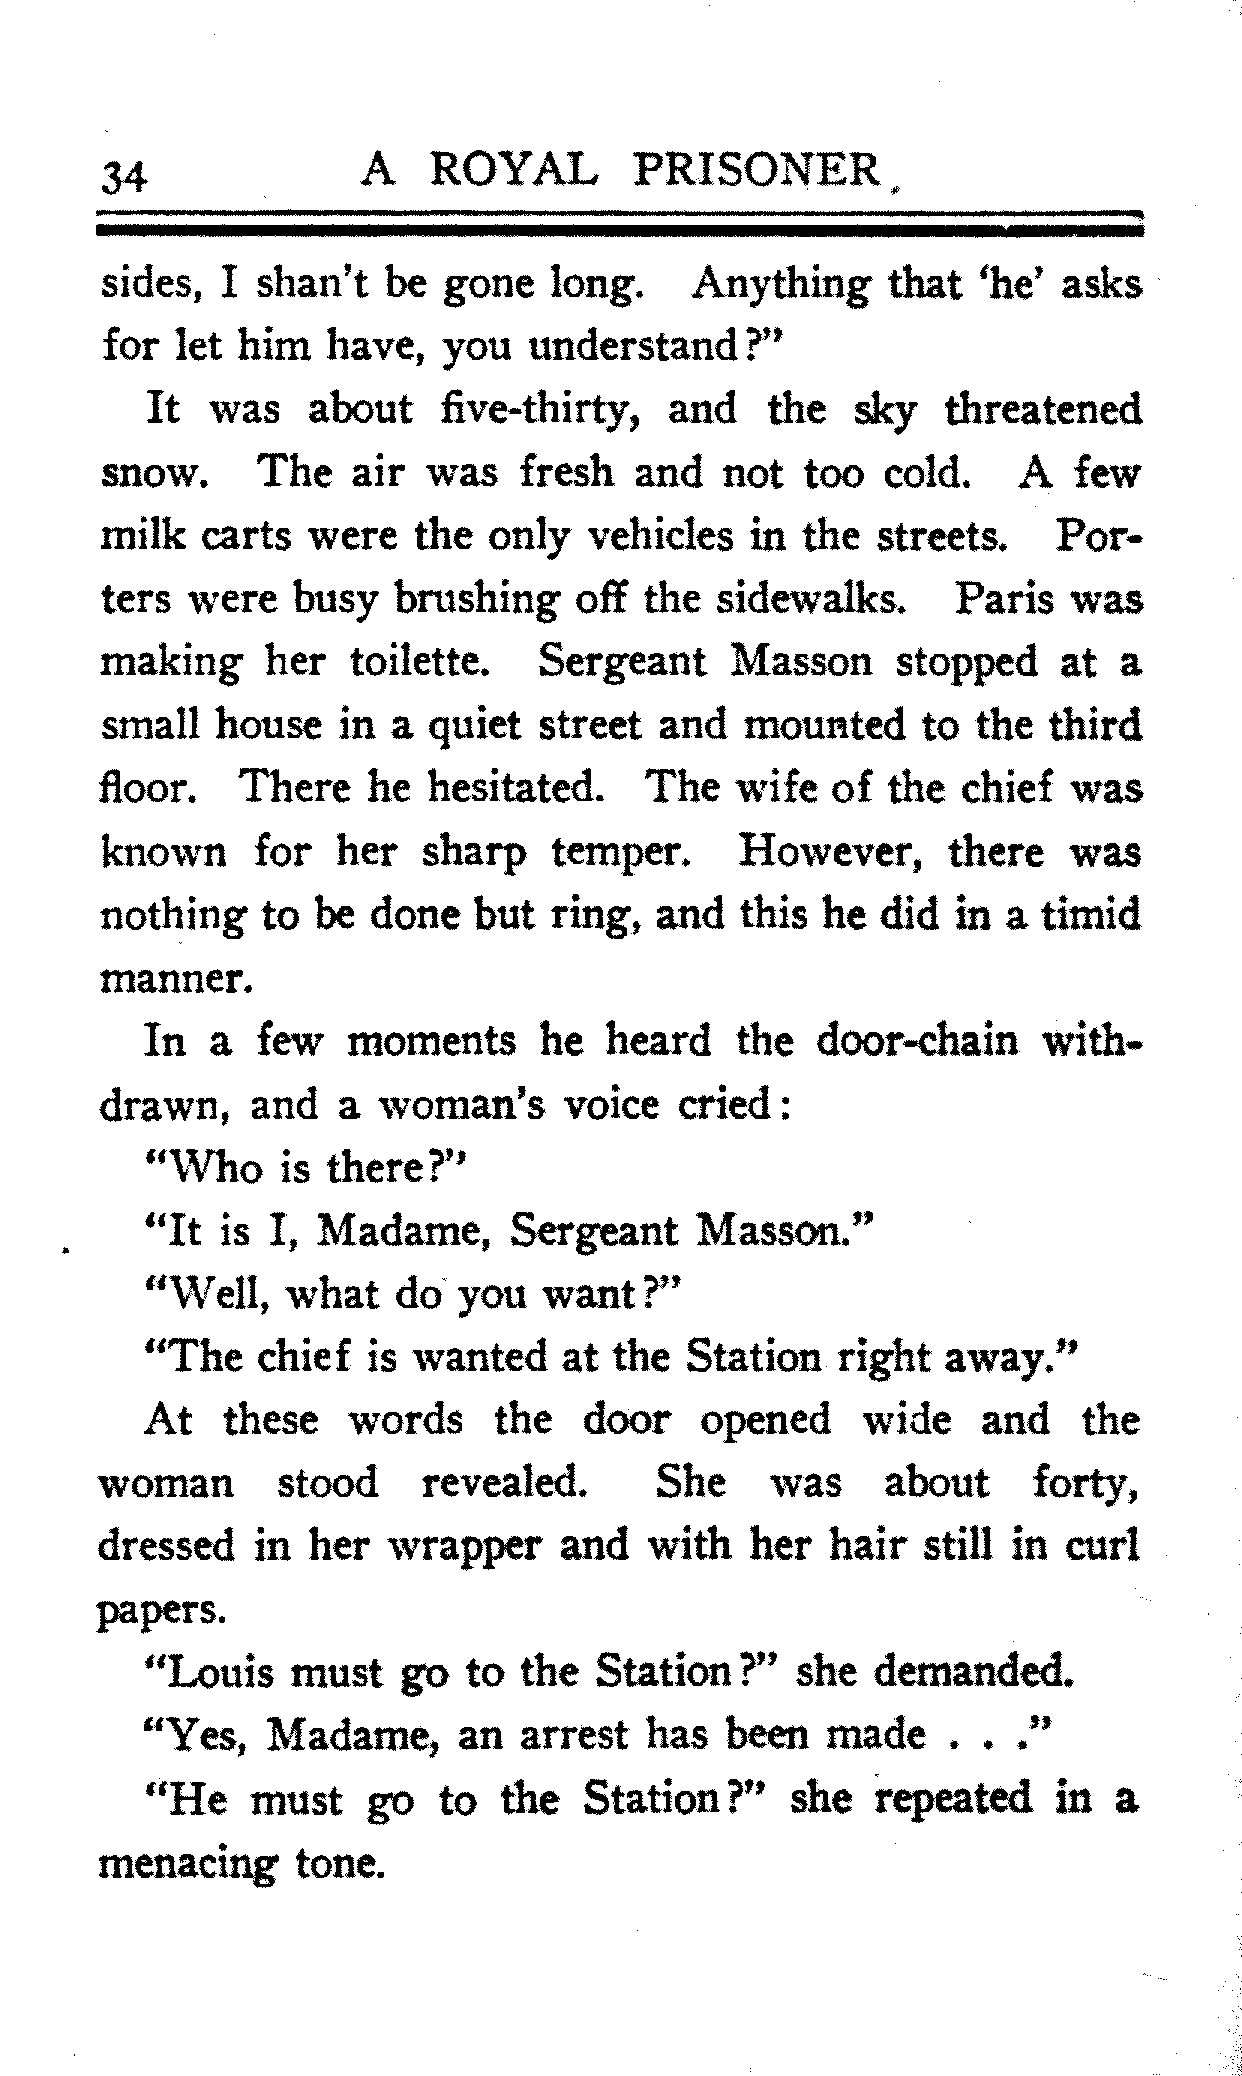 34 A ROYAL PRISONER
sides, I shan't be gone long. Anything that 'he' asks
for let him have, you understand?"
It was about five-thirty, and the sky threatened
snow. The air was fresh and not too cold. A few
milk carts were the only vehicles in the streets. Por-
ters were busy brushing off the sidewalks. Paris was
making her toilette. Sergeant Masson stopped at a
small house in a quiet street and mounted to the third
floor. There he hesitated. The wife of the chief was
known for her sharp temper. However, there was
nothing to be done but ring, and this he did in a timid
manner.
In a few moments he heard the door-chain with-
drawn, and a woman's voice cried:
"Who is there?"
"It is I, Madame, Sergeant Masson."
"Well, what do you want?"
"The chief is wanted at the Station right away."
At these words the door opened wide and the
woman stood revealed. She was about forty,
dressed in her wrapper and with her hair still in curl
papers.
"Louis must go to the Station?" she demanded.
"Yes, Madame, an arrest has been made . . ."
"He must go to the Station?" she repeated in a
menacing tone.